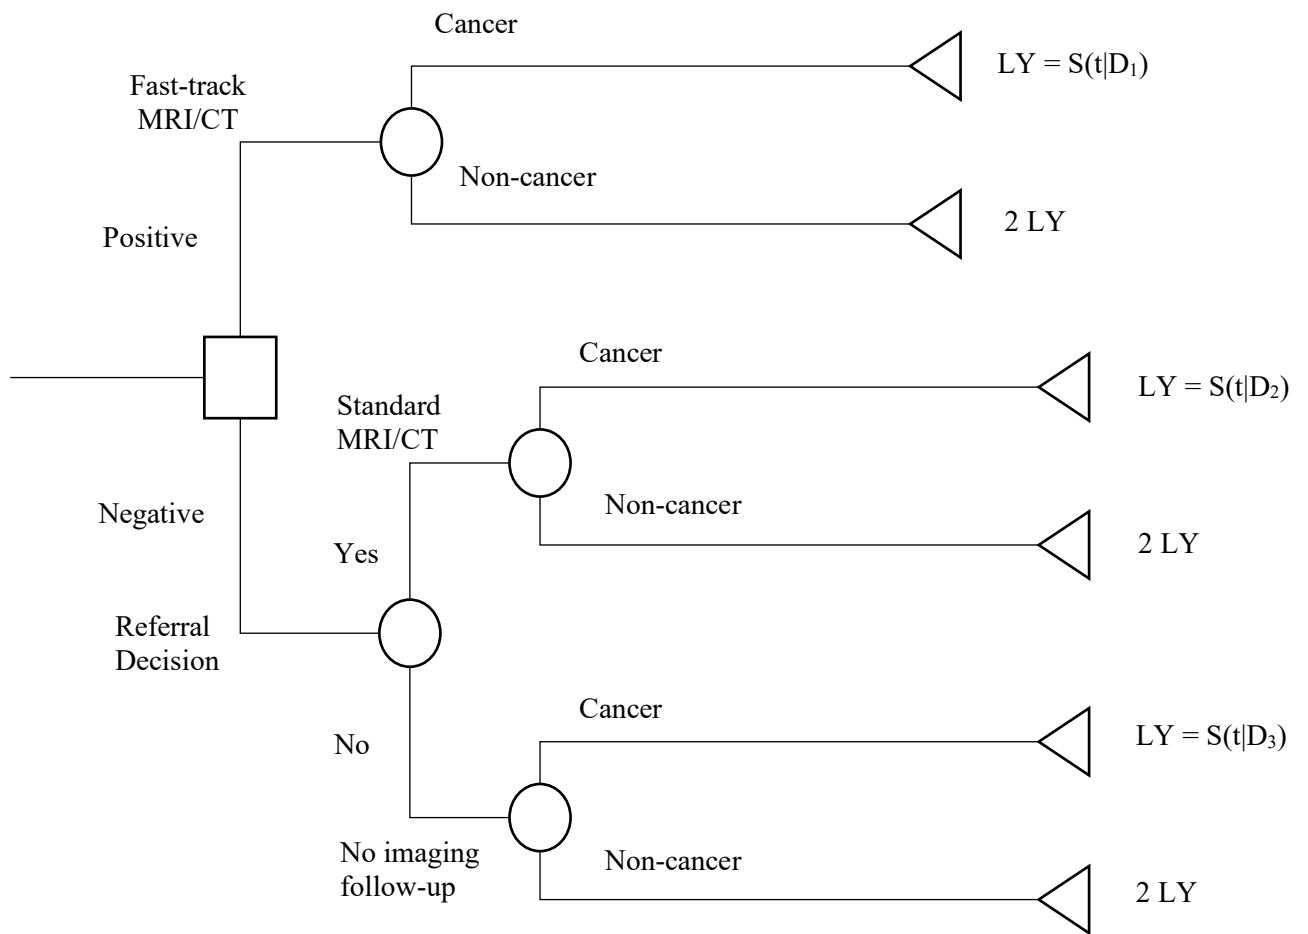 Cancer
LY = S(t|D₁)
Fast-track
MRI/CT
Non-cancer
2 LY
Positive
Cancer
LY = S(t|D₂)
Standard
MRI/CT
Non-cancer
2 LY
Negative
Yes
Referral
Decision
Cancer
LY = S(t|D₃)
No
No imaging
follow-up
Non-cancer
2 LY